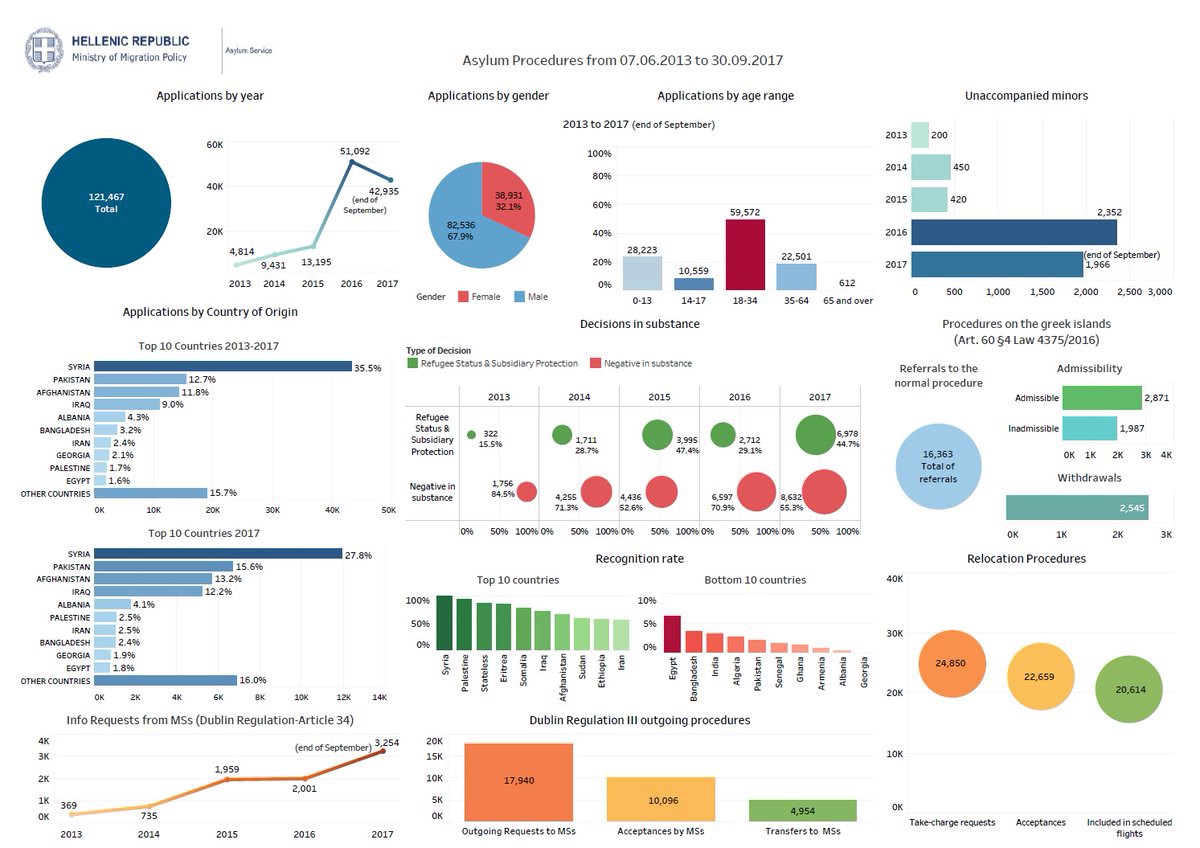 HELLENIC REPUBLIC
Ministry of Migration Policy
Asylum Service
Asylum Procedures from 07.06.2013 to 30.09.2017
Applications by year
121,467
Total
60K
40K
20K
4,814
9,431
13,195
51,092
42,935
(end of
September)
2013 2014 2015 2016 2017
Applications by gender
Applications by age range
2013 to 2017 (end of September)
38,931
32.1%
82,536
67.9%
Gender Female Male
100%
80%
60%
40%
20%
0%
28,223
10,559
59,572
22,501
612
0-13 14-17 18-34 35-64 65 and over
Unaccompanied minors
2013 200
2014 450
2015 420
2016 2,352
2017 1,966
(end of September)
0 500 1,000 1,500 2,000 2,500 3,000
Applications by Country of Origin
Top 10 Countries 2013-2017
SYRIA 35.5%
PAKISTAN 12.7%
AFGHANISTAN 11.8%
IRAQ 9.0%
ALBANIA 4.3%
BANGLADESH 3.2%
IRAN 2.4%
GEORGIA 2.1%
PALESTINE 1.7%
EGYPT 1.6%
OTHER COUNTRIES 15.7%
0K 10K 20K 30K 40K 50K
Top 10 Countries 2017
SYRIA 27.8%
PAKISTAN 15.6%
AFGHANISTAN 13.2%
IRAQ 12.2%
ALBANIA 4.1%
PALESTINE 2.5%
IRAN 2.5%
BANGLADESH 2.4%
GEORGIA 1.9%
EGYPT 1.8%
OTHER COUNTRIES 16.0%
0K 2K 4K 6K 8K 10K 12K 14K
Decisions in substance
Type of Decision
Refugee Status & Subsidiary Protection Negative in substance
2013 2014 2015 2016 2017
Refugee
Status &
Subsidiary
Protection
322
15.5%
1,711
28.7%
3,995
47.4%
2,712
29.1%
6,978
44.7%
Negative in
substance
1,756
84.5%
4,255
71.3%
4,436
52.6%
6,597
70.9%
8,632
55.3%
0% 50% 100% 0% 50% 100% 0% 50% 100% 0% 50% 100% 0% 50% 100%
Procedures on the greek islands
(Art. 60 §4 Law 4375/2016)
Referrals to the
normal procedure
16,363
Total of
referrals
Admissibility
Admissible 2,871
Inadmissible 1,987
0K 1K 2K 3K 4K
Withdrawals
2,545
0K 1K 2K 3K
Recognition rate
Top 10 countries
100%
50%
0%
Syria
Palestine
Stateless
Eritrea
Somalia
Iraq
Afghanistan
Sudan
Ethiopia
Iran
Bottom 10 countries
10%
5%
0%
Egypt
Bangladesh
India
Algeria
Pakistan
Senegal
Ghana
Armenia
Albania
Georgia
Relocation Procedures
40K
30K
20K
10K
0K
24,850
22,659
20,614
Take-charge requests
Acceptances
Included in scheduled
flights
Info Requests from MSs (Dublin Regulation-Article 34)
4K
3K
2K
1K
0K
369
735
1,959
2,001
(end of September)
3,254
2013 2014 2015 2016 2017
Dublin Regulation III outgoing procedures
20K
15K
10K
5K
0K
17,940
10,096
4,954
Outgoing Requests to MSs
Acceptances by MSs
Transfers to MSs